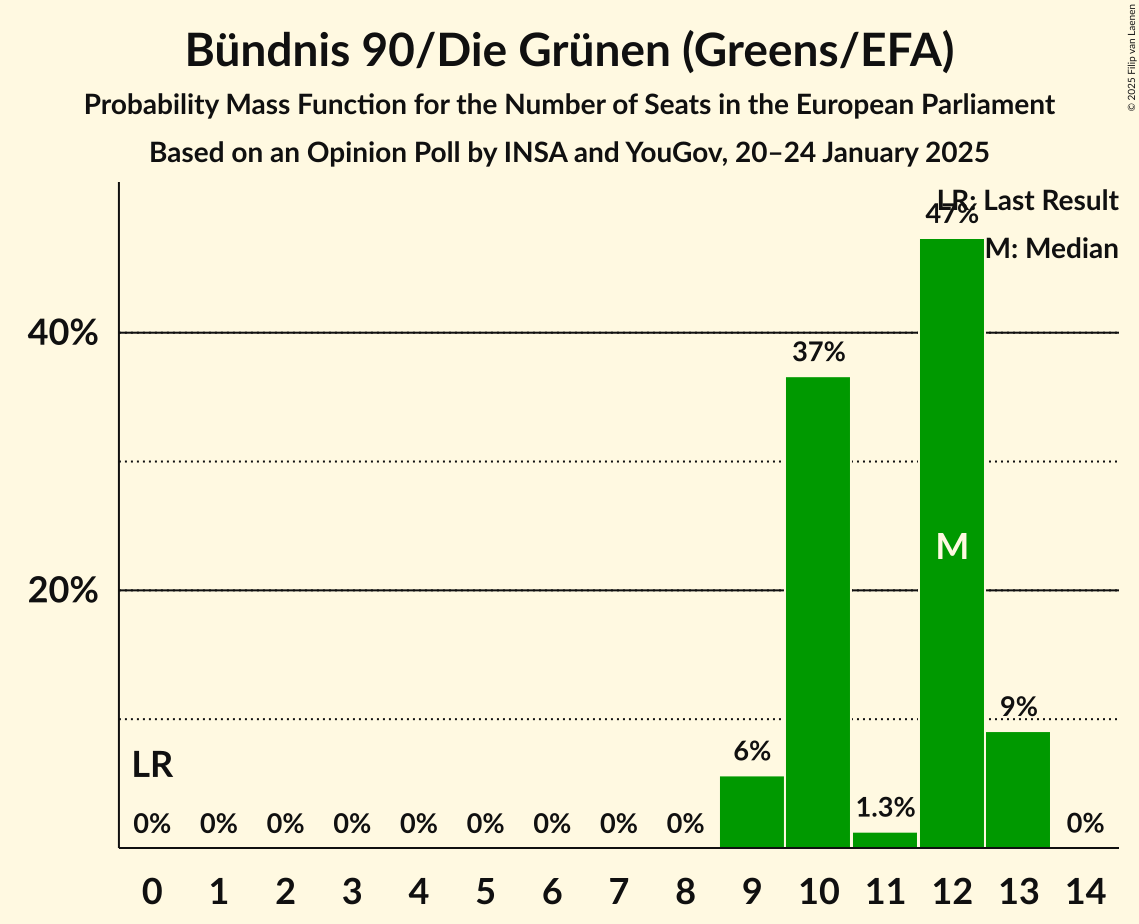 Bündnis 90/Die Grünen (Greens/EFA)
Probability Mass Function for the Number of Seats in the European Parliament
Based on an Opinion Poll by INSA and YouGov, 20–24 January 2025
© 2025 Filip van Laenen
LR: Last Result
M: Median
47%
40%
37%
M
20%
9%
6%
LR
1.3%
0% 0% 0% 0% 0% 0% 0% 0% 0% 0%
0 1 2 3 4 5 6 7 8 9 10 11 12 13 14